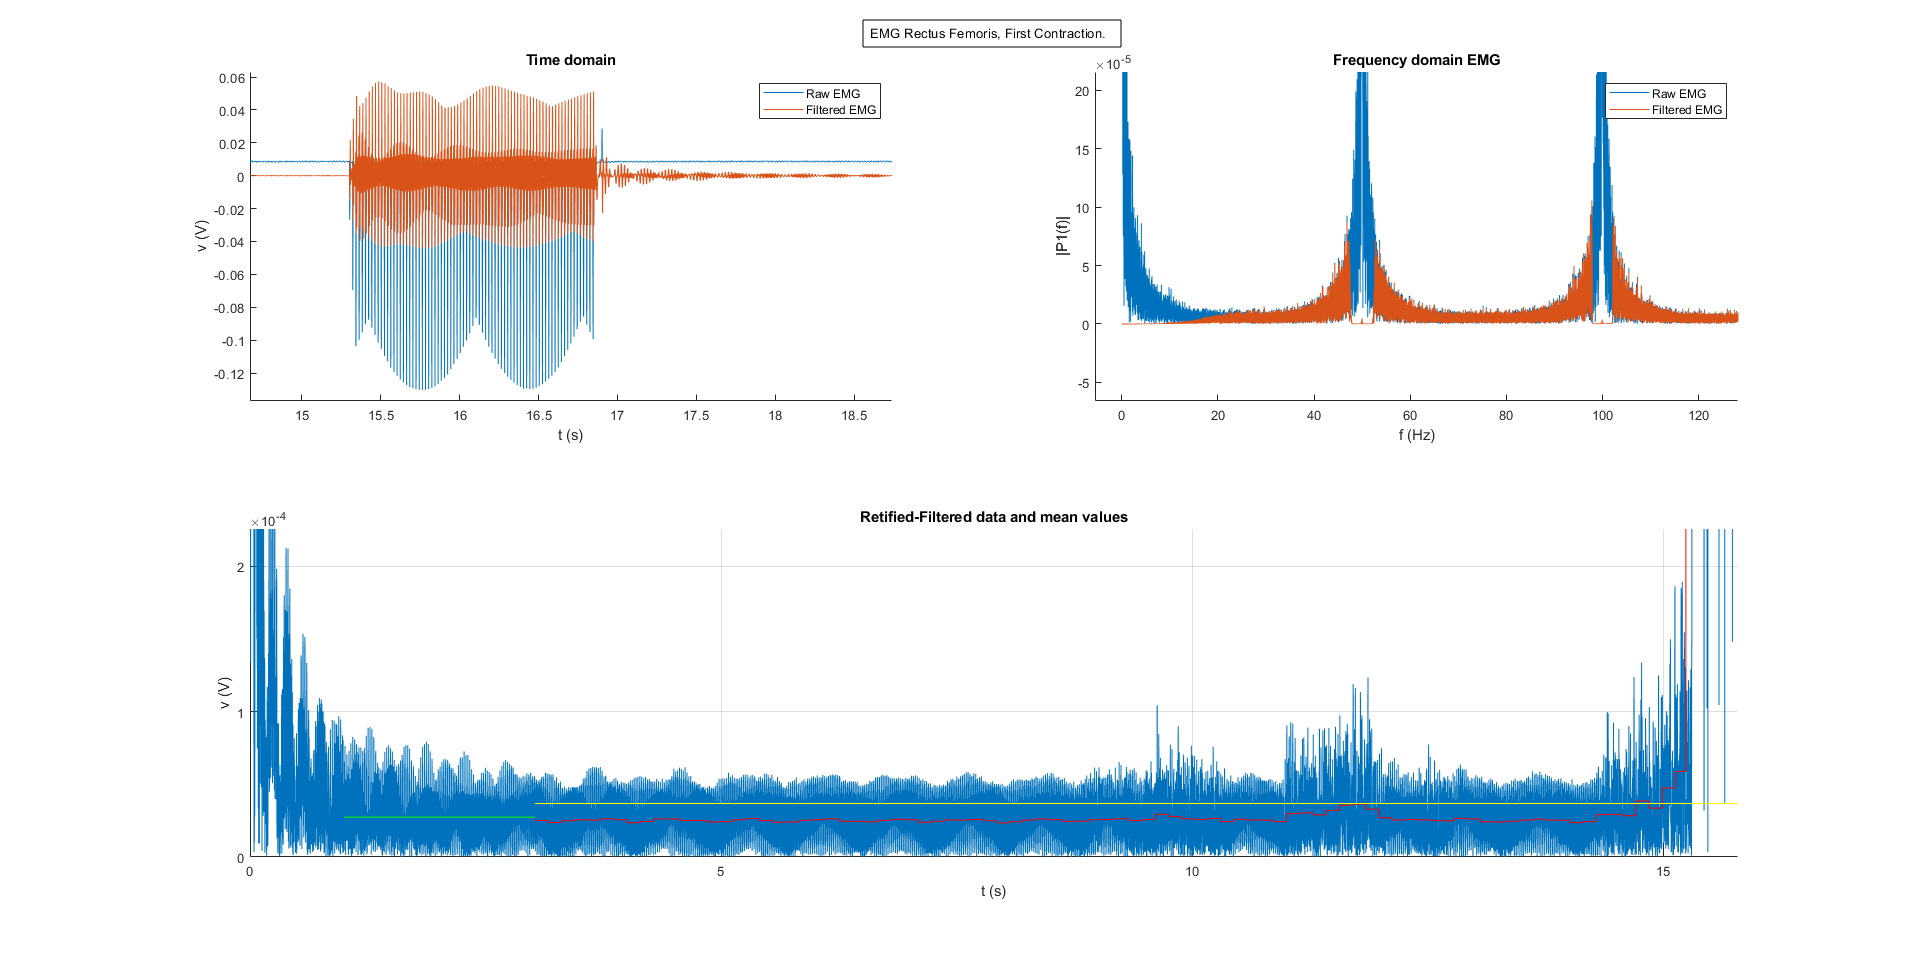 EMG Rectus Femoris, First Contraction.
Time domain
v (V)
0.06
0.04
0.02
0
-0.02
-0.04
-0.06
-0.08
-0.1
-0.12
Raw EMG
Filtered EMG
15 15.5 16 16.5 17 17.5 18 18.5
t (s)
Frequency domain EMG
×10-5
|P1(f)|
20
15
10
5
0
-5
Raw EMG
Filtered EMG
0 20 40 60 80 100 120
f (Hz)
Retified-Filtered data and mean values
×10-4
v (V)
2
1
0
0 5 10 15
t (s)